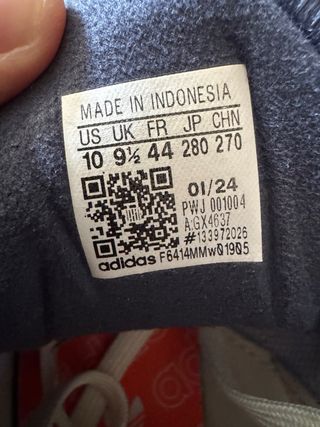 MADE IN INDONESIA
US UK FR JP CHN
10 9½ 44 280 270
01/24
PWJ 001004
A:GX4637
#133972026
adidas F6414MMw01905